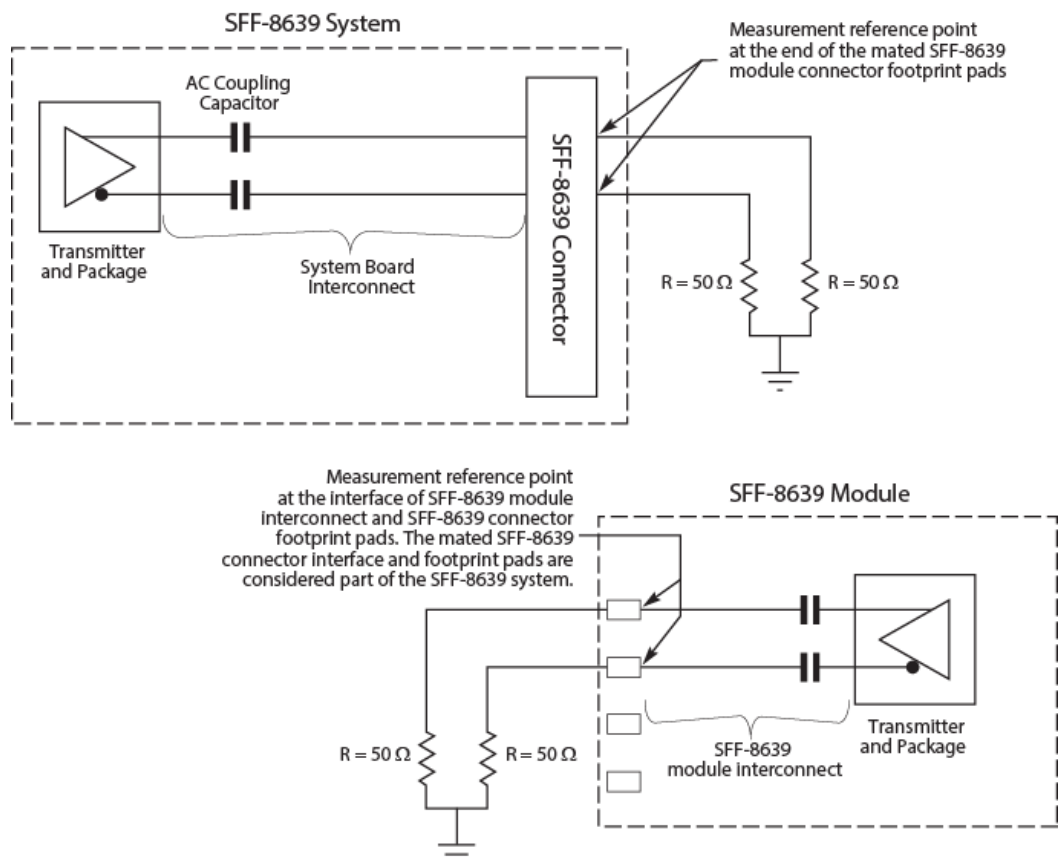 SFF-8639 System
Measurement reference point
at the end of the mated SFF-8639
module connector footprint pads
AC Coupling
Capacitor
SFF-8639 Connector
Transmitter
and Package
System Board
Interconnect
R = 50 Ω
R = 50 Ω
Measurement reference point
at the interface of SFF-8639 module
interconnect and SFF-8639 connector
footprint pads. The mated SFF-8639
connector interface and footprint pads are
considered part of the SFF-8639 system.
SFF-8639 Module
R = 50 Ω
R = 50 Ω
SFF-8639
module interconnect
Transmitter
and Package